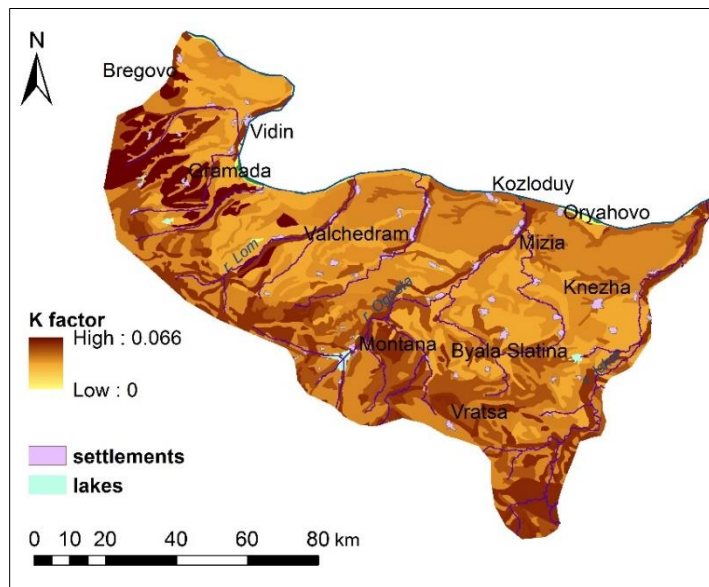 N
Bregovo
Vidin
Gramada
Kozloduy
Oryahovo
Valchedram
Mizia
r. Lom
Knezha
r. Ogosta
Montana
Byala Slatina
Vratsa
K factor
High : 0.066
Low : 0
settlements
lakes
0 10 20 40 60 80 km